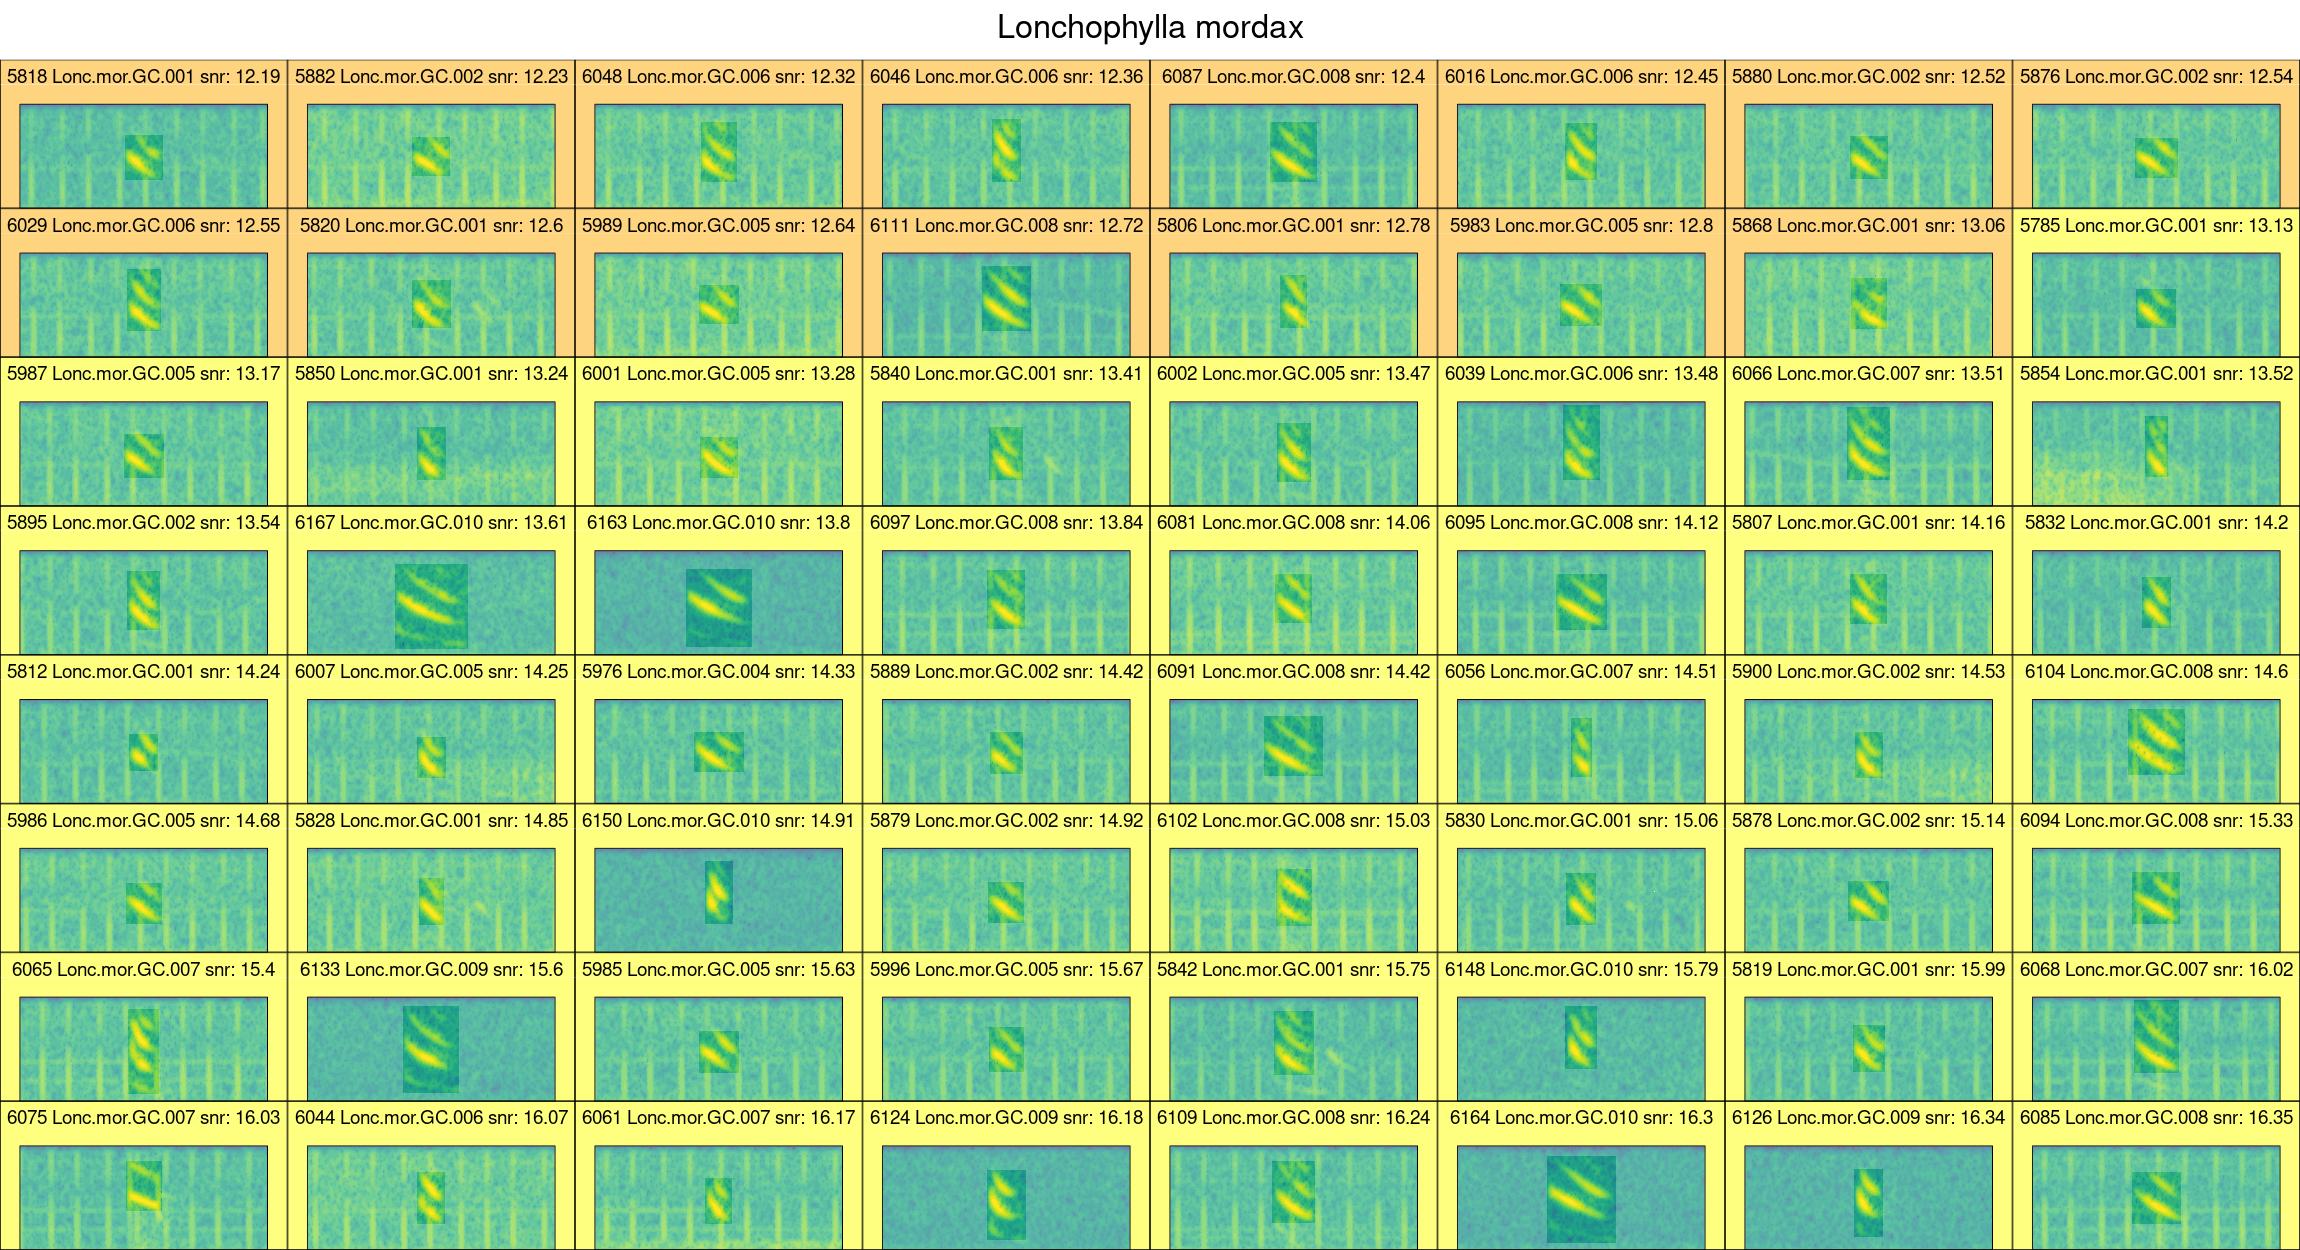 Lonchophylla mordax
5818 Lonc.mor.GC.001 snr: 12.19
5882 Lonc.mor.GC.002 snr: 12.23
6048 Lonc.mor.GC.006 snr: 12.32
6046 Lonc.mor.GC.006 snr: 12.36
6087 Lonc.mor.GC.008 snr: 12.4
6016 Lonc.mor.GC.006 snr: 12.45
5880 Lonc.mor.GC.002 snr: 12.52
5876 Lonc.mor.GC.002 snr: 12.54
6029 Lonc.mor.GC.006 snr: 12.55
5820 Lonc.mor.GC.001 snr: 12.6
5989 Lonc.mor.GC.005 snr: 12.64
6111 Lonc.mor.GC.008 snr: 12.72
5806 Lonc.mor.GC.001 snr: 12.78
5983 Lonc.mor.GC.005 snr: 12.8
5868 Lonc.mor.GC.001 snr: 13.06
5785 Lonc.mor.GC.001 snr: 13.13
5987 Lonc.mor.GC.005 snr: 13.17
5850 Lonc.mor.GC.001 snr: 13.24
6001 Lonc.mor.GC.005 snr: 13.28
5840 Lonc.mor.GC.001 snr: 13.41
6002 Lonc.mor.GC.005 snr: 13.47
6039 Lonc.mor.GC.006 snr: 13.48
6066 Lonc.mor.GC.007 snr: 13.51
5854 Lonc.mor.GC.001 snr: 13.52
5895 Lonc.mor.GC.002 snr: 13.54
6167 Lonc.mor.GC.010 snr: 13.61
6163 Lonc.mor.GC.010 snr: 13.8
6097 Lonc.mor.GC.008 snr: 13.84
6081 Lonc.mor.GC.008 snr: 14.06
6095 Lonc.mor.GC.008 snr: 14.12
5807 Lonc.mor.GC.001 snr: 14.16
5832 Lonc.mor.GC.001 snr: 14.2
5812 Lonc.mor.GC.001 snr: 14.24
6007 Lonc.mor.GC.005 snr: 14.25
5976 Lonc.mor.GC.004 snr: 14.33
5889 Lonc.mor.GC.002 snr: 14.42
6091 Lonc.mor.GC.008 snr: 14.42
6056 Lonc.mor.GC.007 snr: 14.51
5900 Lonc.mor.GC.002 snr: 14.53
6104 Lonc.mor.GC.008 snr: 14.6
5986 Lonc.mor.GC.005 snr: 14.68
5828 Lonc.mor.GC.001 snr: 14.85
6150 Lonc.mor.GC.010 snr: 14.91
5879 Lonc.mor.GC.002 snr: 14.92
6102 Lonc.mor.GC.008 snr: 15.03
5830 Lonc.mor.GC.001 snr: 15.06
5878 Lonc.mor.GC.002 snr: 15.14
6094 Lonc.mor.GC.008 snr: 15.33
6065 Lonc.mor.GC.007 snr: 15.4
6133 Lonc.mor.GC.009 snr: 15.6
5985 Lonc.mor.GC.005 snr: 15.63
5996 Lonc.mor.GC.005 snr: 15.67
5842 Lonc.mor.GC.001 snr: 15.75
6148 Lonc.mor.GC.010 snr: 15.79
5819 Lonc.mor.GC.001 snr: 15.99
6068 Lonc.mor.GC.007 snr: 16.02
6075 Lonc.mor.GC.007 snr: 16.03
6044 Lonc.mor.GC.006 snr: 16.07
6061 Lonc.mor.GC.007 snr: 16.17
6124 Lonc.mor.GC.009 snr: 16.18
6109 Lonc.mor.GC.008 snr: 16.24
6164 Lonc.mor.GC.010 snr: 16.3
6126 Lonc.mor.GC.009 snr: 16.34
6085 Lonc.mor.GC.008 snr: 16.35